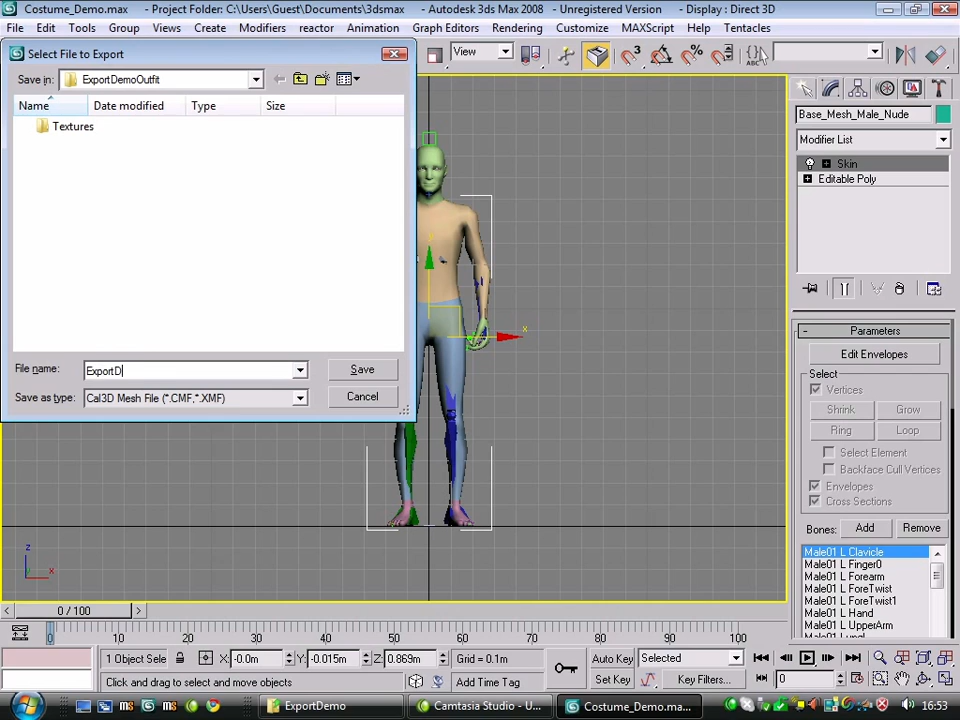 Costume_Demo.max - Project Folder: C:\Users\Guest\Documents\3dsmax - Autodesk 3ds Max 2008 - Unregistered Version - Display : Direct 3D
File Edit Tools Group Views Create Modifiers reactor Animation Graph Editors Rendering Customize MAXScript Help Tentacles
Select File to Export
View
Save in: ExportDemoOutfit
Name Date modified Type Size
Textures
File name: ExportD
Save
Save as type: Cal3D Mesh File (*.CMF,*.XMF)
Cancel
x
z
x
Base_Mesh_Male_Nude
Modifier List
Skin
Editable Poly
Parameters
Edit Envelopes
Select
Vertices
Shrink Grow
Ring Loop
Select Element
Backface Cull Vertices
Envelopes
Cross Sections
Bones: Add Remove
Male01 L Clavicle
Male01 L Finger0
Male01 L Forearm
Male01 L ForeTwist
Male01 L ForeTwist1
Male01 L Hand
Male01 L UpperArm
0 / 100
0 10 20 30 40 50 60 70 80 90 100
1 Object Sele X: -0.0m Y: -0.015m Z: 0.869m Grid = 0.1m Auto Key Selected
Click and drag to select and move objects Add Time Tag Set Key Key Filters... 0
ExportDemo Camtasia Studio - U... Costume_Demo.ma... 16:53